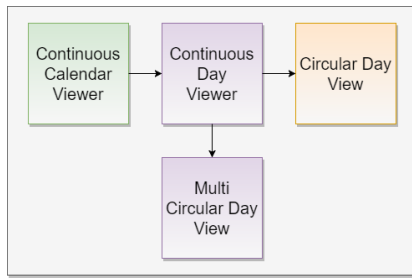 Continuous
Calendar
Viewer
Continuous
Day
Viewer
Circular Day
View
Multi
Circular Day
View